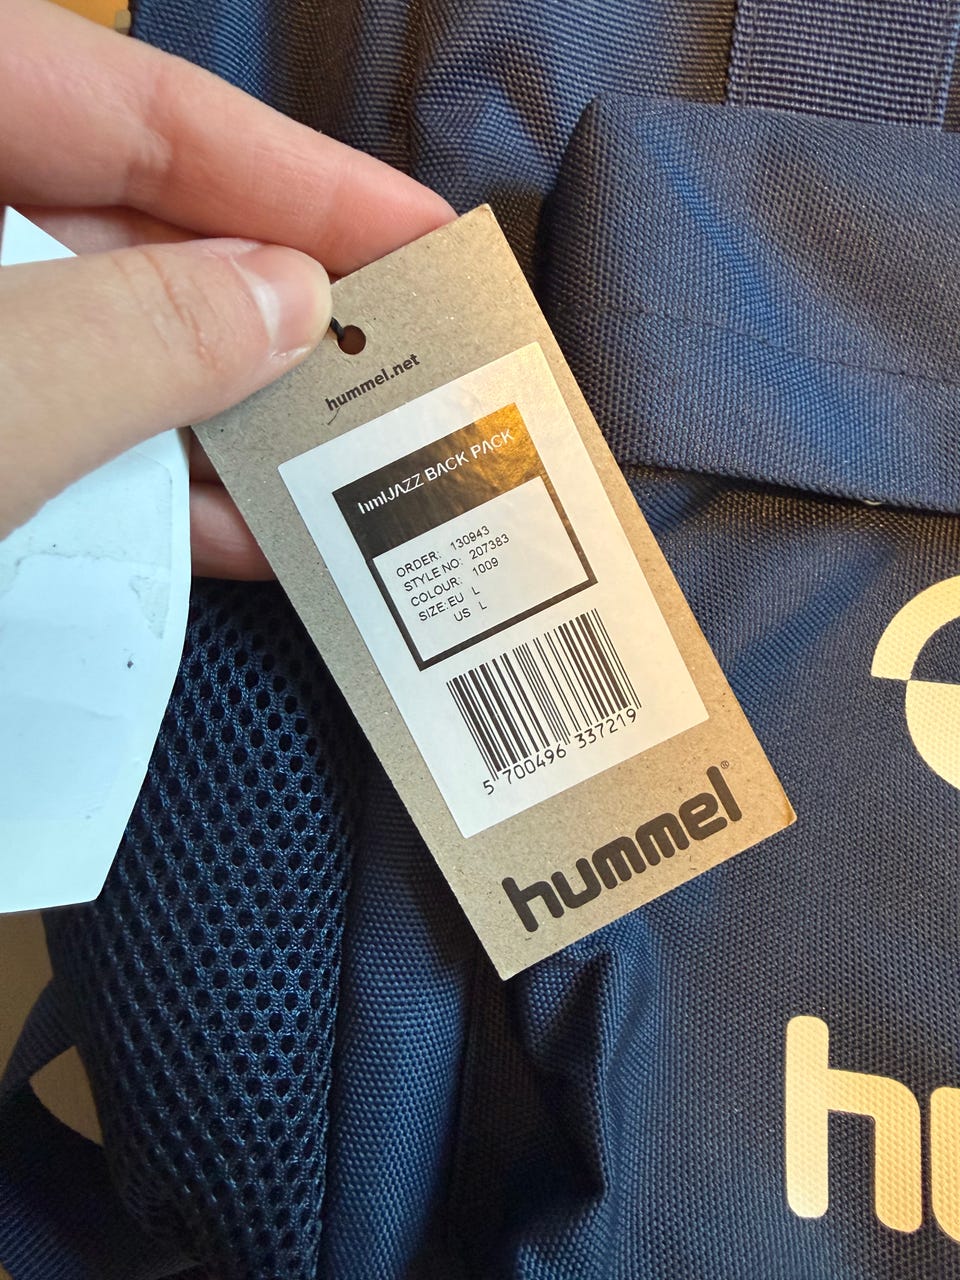 hummel.net
hmlJAZZ BACK PACK
ORDER: 130943
STYLE NO: 207383
COLOUR: 1009
SIZE:EU L
US L
5 700496 337219
hummel®
hu